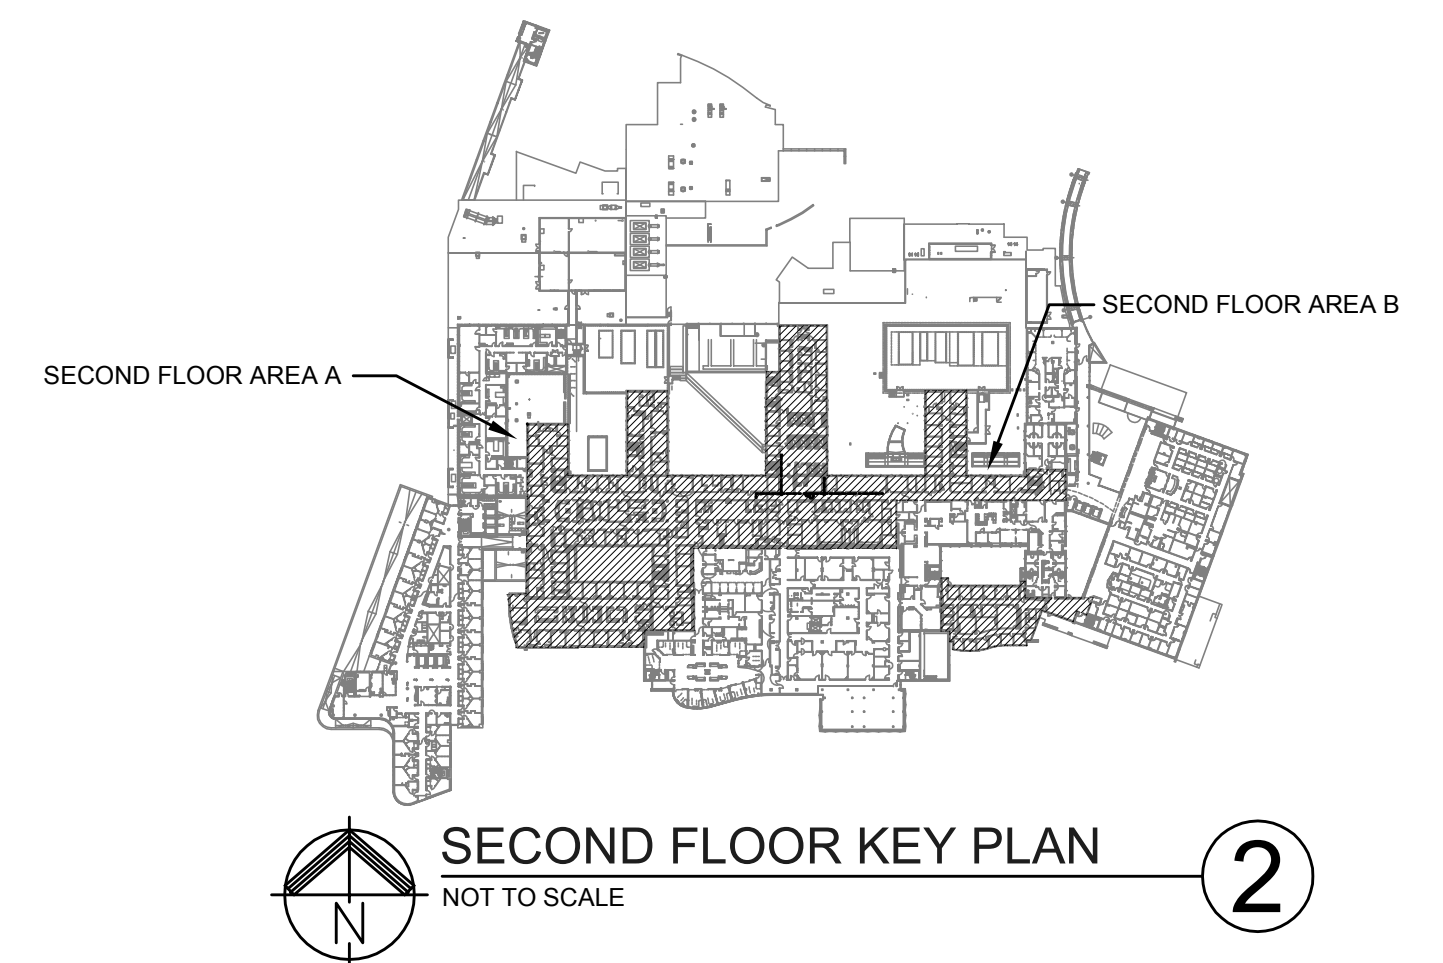 SECOND FLOOR AREA B
SECOND FLOOR AREA A
SECOND FLOOR KEY PLAN
NOT TO SCALE
2
N